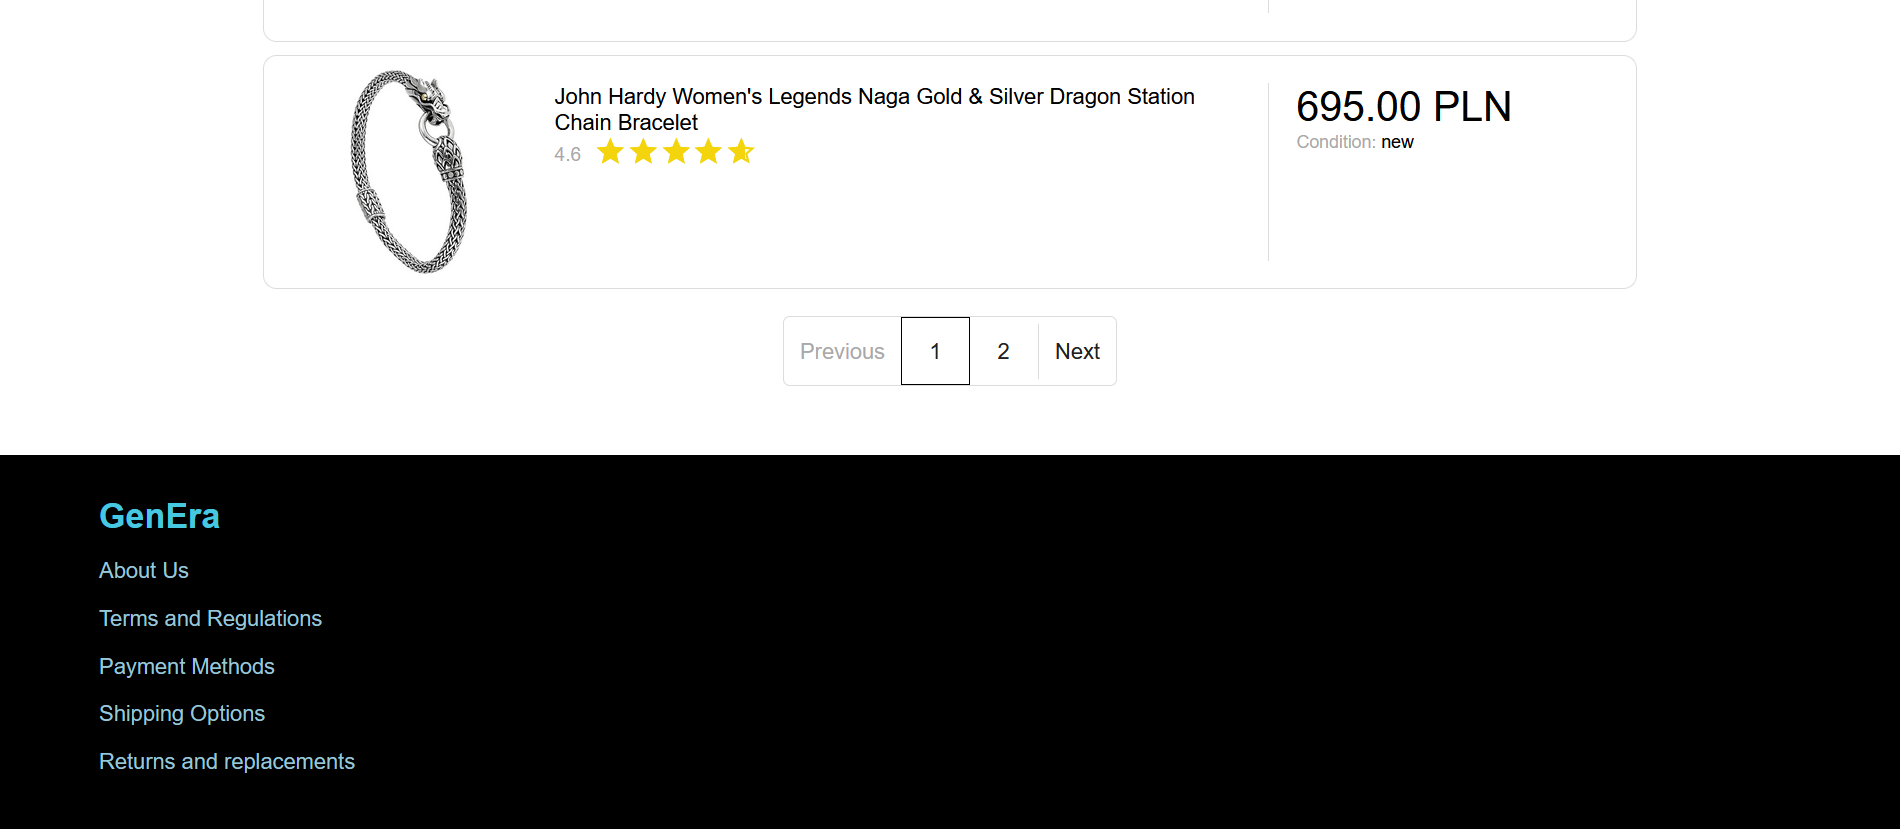 John Hardy Women's Legends Naga Gold & Silver Dragon Station
Chain Bracelet
4.6
695.00 PLN
Condition: new
Previous
1
2
Next
GenEra
About Us
Terms and Regulations
Payment Methods
Shipping Options
Returns and replacements